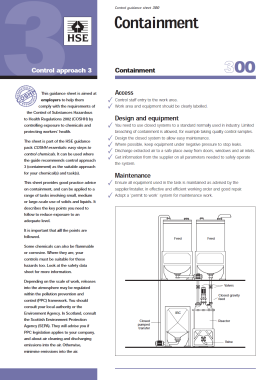 Control guidance sheet 300
Containment
HSE
Control approach 3
Containment
300
This guidance sheet is aimed at
employers to help them
comply with the requirements of
the Control of Substances Hazardous
to Health Regulations 2002 (COSHH) by
controlling exposure to chemicals and
protecting workers' health.
The sheet is part of the HSE guidance
pack COSHH essentials: easy steps to
control chemicals. It can be used where
the guide recommends control approach
3 (containment) as the suitable approach
for your chemical(s) and task(s).
This sheet provides good practice advice
on containment, and can be applied to a
range of tasks involving small, medium
or large-scale use of solids and liquids. It
describes the key points you need to
follow to reduce exposure to an
adequate level.
It is important that all the points are
followed.
Some chemicals can also be flammable
or corrosive. Where they are, your
controls must be suitable for those
hazards too. Look at the safety data
sheet for more information.
Depending on the scale of work, releases
into the atmosphere may be regulated
within the pollution prevention and
control (PPC) framework. You should
consult your local authority or the
Environment Agency. In Scotland, consult
the Scottish Environment Protection
Agency (SEPA). They will advise you if
PPC legislation applies to your company,
and about air cleaning and discharging
emissions into the air. Otherwise,
minimise emissions into the air.
Access
✓ Control staff entry to the work area.
✓ Work area and equipment should be clearly labelled.
Design and equipment
✓ You need to use closed systems to a standard normally used in industry. Limited
breaching of containment is allowed, for example taking quality control samples.
✓ Design the closed system to allow easy maintenance.
✓ Where possible, keep equipment under negative pressure to stop leaks.
✓ Discharge extracted air to a safe place away from doors, windows and air inlets.
✓ Get information from the supplier on all parameters needed to safely operate
the system.
Maintenance
✓ Ensure all equipment used in the task is maintained as advised by the
supplier/installer, in effective and efficient working order and good repair.
✓ Adopt a 'permit to work' system for maintenance work.
Feed
Feed
Valves
Closed gravity
feed
IBC
Closed
pumped
transfer
Reactor
Valve